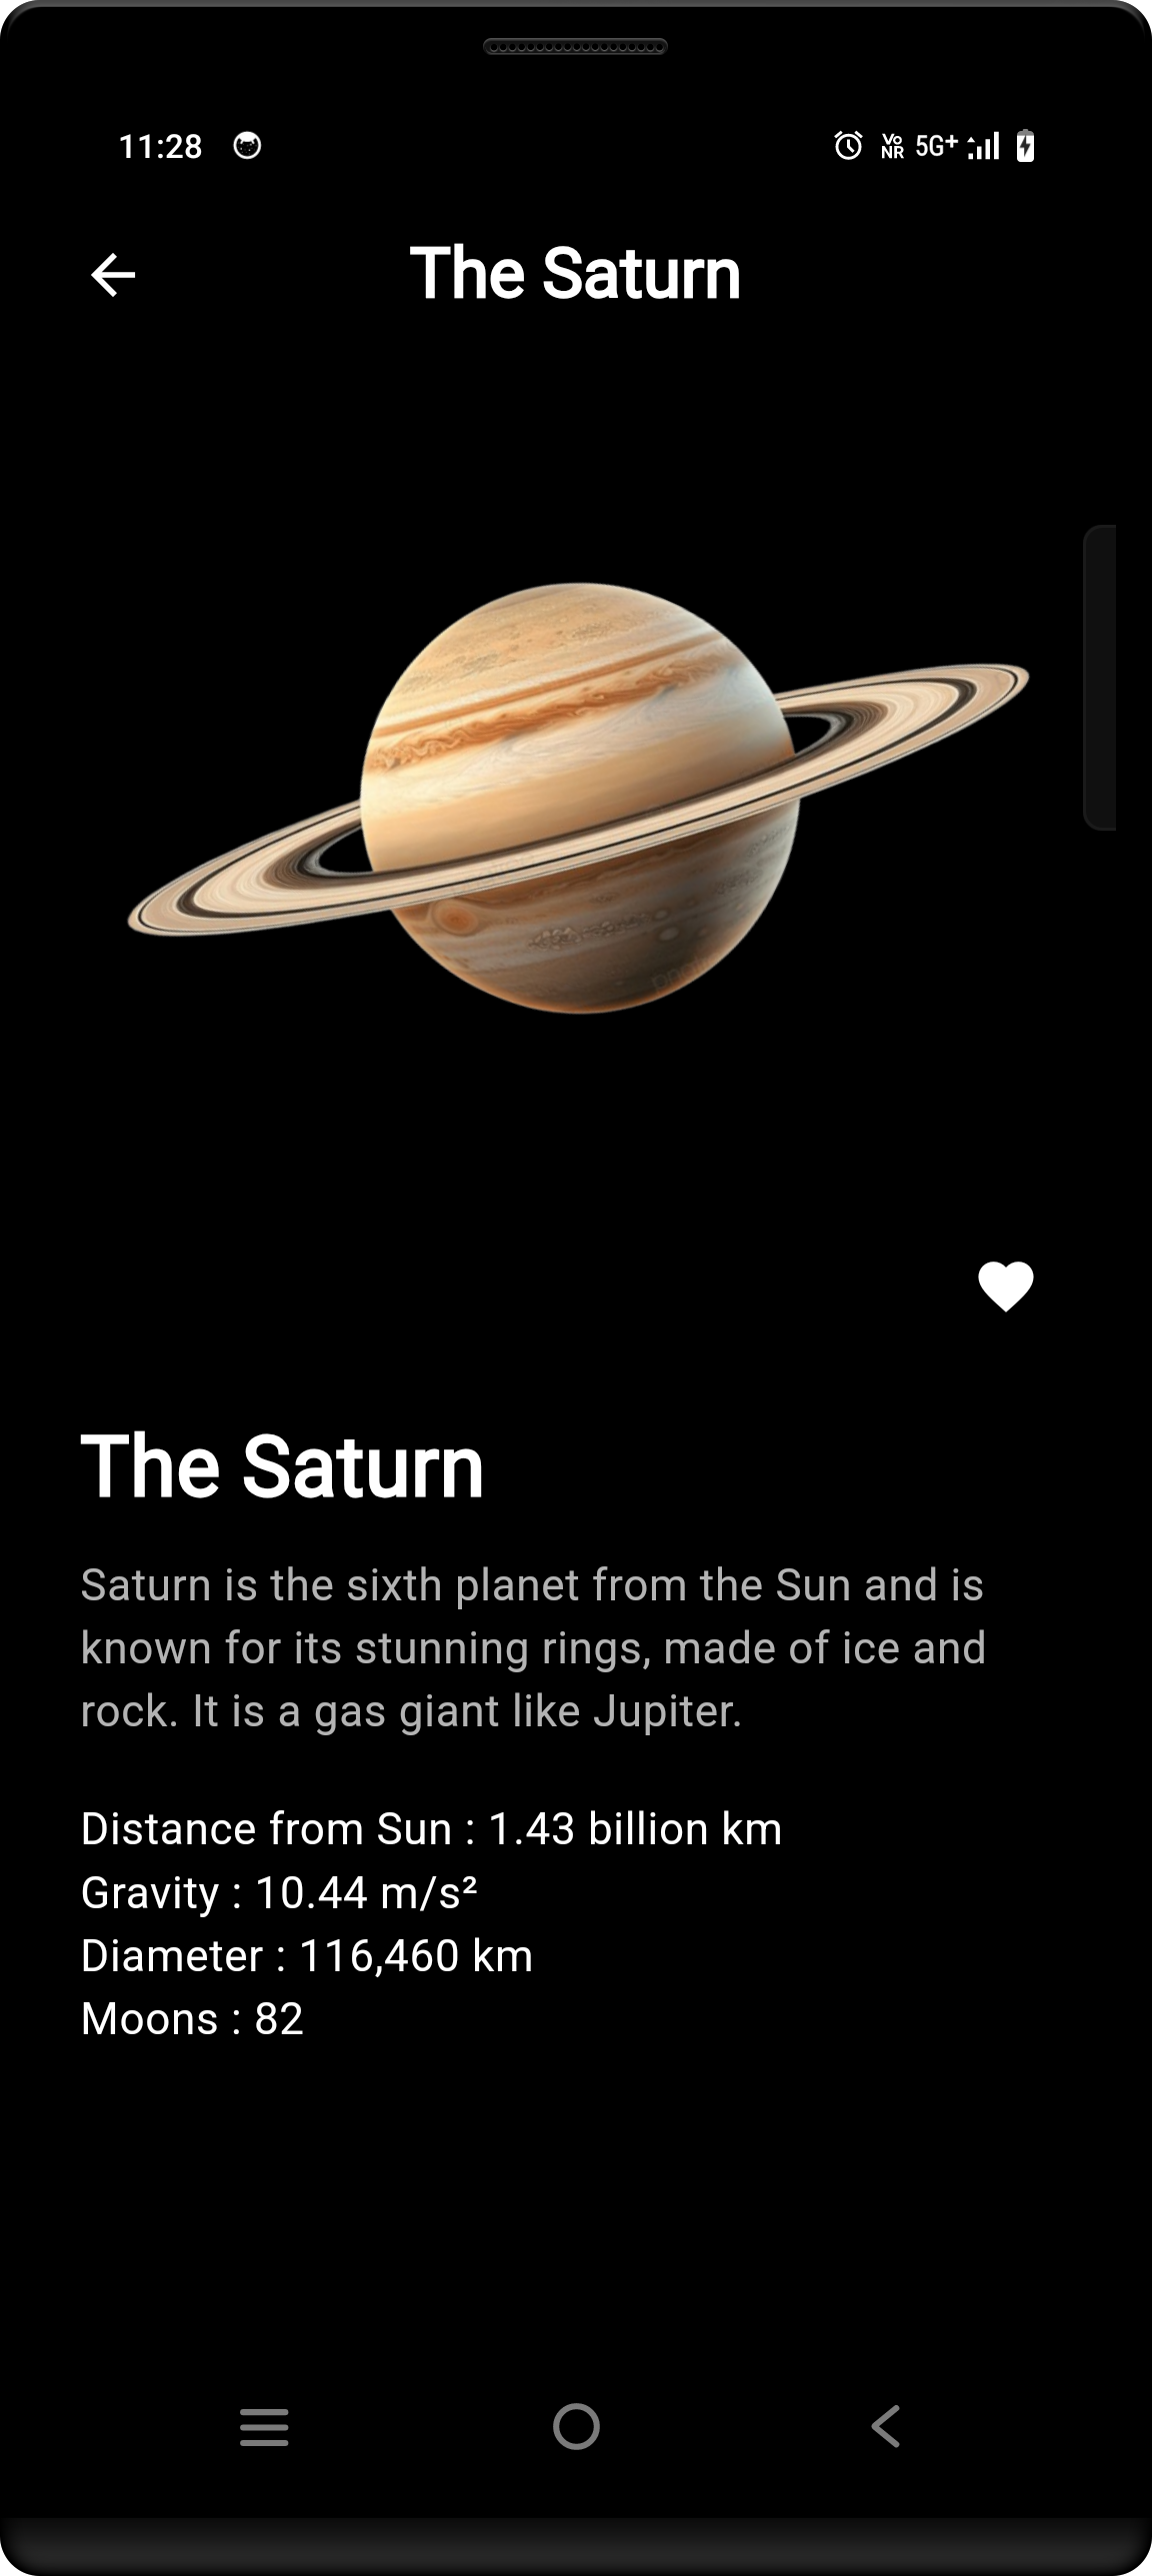 11:28
Vo
NR
5G+
The Saturn
The Saturn
Saturn is the sixth planet from the Sun and is
known for its stunning rings, made of ice and
rock. It is a gas giant like Jupiter.
Distance from Sun : 1.43 billion km
Gravity : 10.44 m/s²
Diameter : 116,460 km
Moons : 82